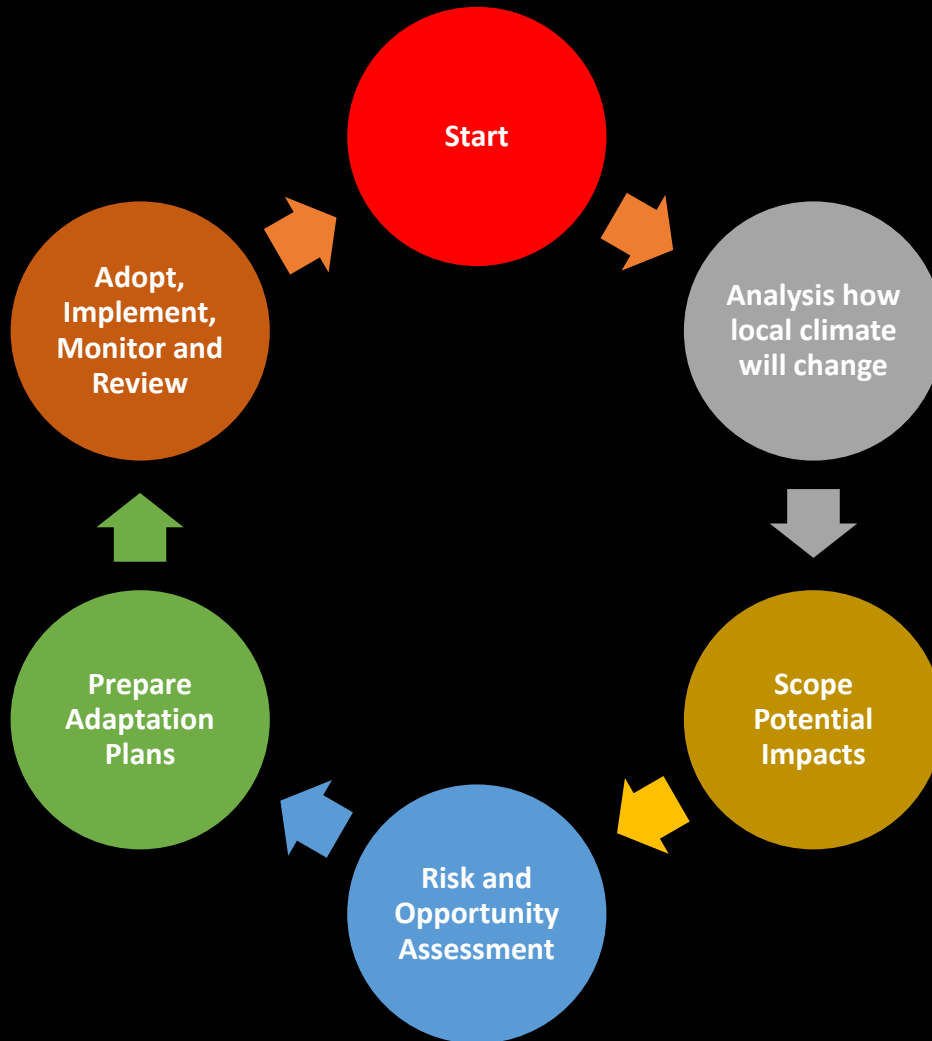 Start
Analysis how
local climate
will change
Scope
Potential
Impacts
Risk and
Opportunity
Assessment
Prepare
Adaptation
Plans
Adopt,
Implement,
Monitor and
Review